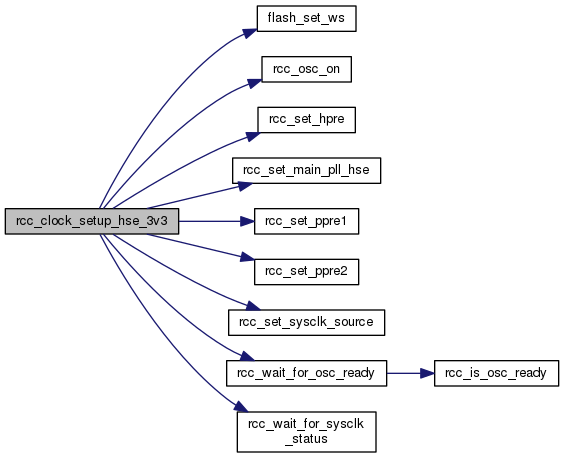 flash_set_ws
rcc_osc_on
rcc_set_hpre
rcc_set_main_pll_hse
rcc_clock_setup_hse_3v3
rcc_set_ppre1
rcc_set_ppre2
rcc_set_sysclk_source
rcc_wait_for_osc_ready
rcc_is_osc_ready
rcc_wait_for_sysclk
_status